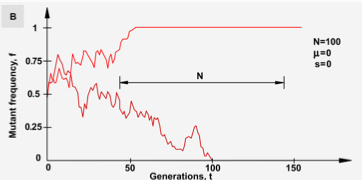 B
Mutant frequency, f
1
0.75
0.5
0.25
0
N
N=100
μ=0
s=0
0
50
100
150
Generations, t